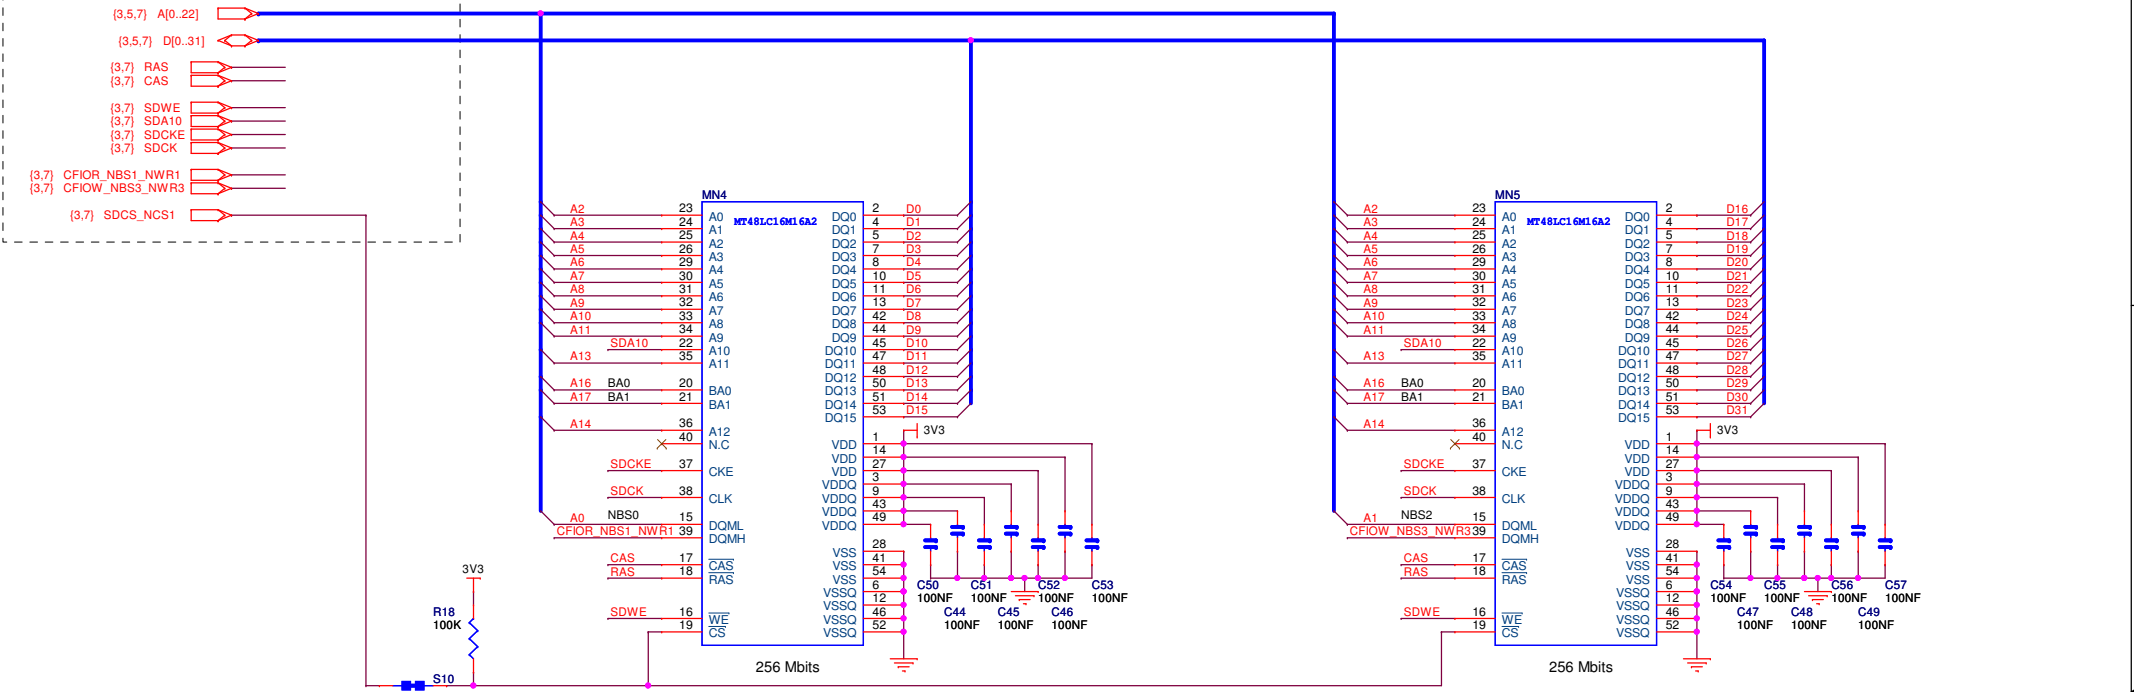 {3,5,7} A[0..22]
{3,5,7} D[0..31]
{3,7} RAS
{3,7} CAS
{3,7} SDWE
{3,7} SDA10
{3,7} SDCKE
{3,7} SDCK
{3,7} CFIOR_NBS1_NWR1
{3,7} CFIOW_NBS3_NWR3
{3,7} SDCS_NCS1
3V3
R18
100K
S10
MN4
MT48LC16M16A2
A2 23 A0 DQ0 2 D0
A3 24 A1 DQ1 4 D1
A4 25 A2 DQ2 5 D2
A5 26 A3 DQ3 7 D3
A6 29 A4 DQ4 8 D4
A7 30 A5 DQ5 10 D5
A8 31 A6 DQ6 11 D6
A9 32 A7 DQ7 13 D7
A10 33 A8 DQ8 42 D8
A11 34 A9 DQ9 44 D9
SDA10 22 A10 DQ10 45 D10
A13 35 A11 DQ11 47 D11
DQ12 48 D12
A16 BA0 20 BA0 DQ13 50 D13
A17 BA1 21 BA1 DQ14 51 D14
DQ15 53 D15
A14 36 A12 3V3
40 N.C VDD 1
VDD 14
SDCKE 37 CKE VDD 27
VDDQ 3
SDCK 38 CLK VDDQ 9
VDDQ 43
A0 NBS0 15 DQML VDDQ 49
CFIOR_NBS1_NWR1 39 DQMH
VSS 28
CAS 17 CAS VSS 41
RAS 18 RAS VSS 54
VSSQ 6
VSSQ 12
SDWE 16 WE VSSQ 46
19 CS VSSQ 52
C50 C51 C52 C53
100NF 100NF 100NF
C44 C45 C46
100NF 100NF 100NF
256 Mbits
MN5
MT48LC16M16A2
A2 23 A0 DQ0 2 D16
A3 24 A1 DQ1 4 D17
A4 25 A2 DQ2 5 D18
A5 26 A3 DQ3 7 D19
A6 29 A4 DQ4 8 D20
A7 30 A5 DQ5 10 D21
A8 31 A6 DQ6 11 D22
A9 32 A7 DQ7 13 D23
A10 33 A8 DQ8 42 D24
A11 34 A9 DQ9 44 D25
SDA10 22 A10 DQ10 45 D26
A13 35 A11 DQ11 47 D27
DQ12 48 D28
A16 BA0 20 BA0 DQ13 50 D29
A17 BA1 21 BA1 DQ14 51 D30
DQ15 53 D31
A14 36 A12 3V3
40 N.C VDD 1
VDD 14
SDCKE 37 CKE VDD 27
VDDQ 3
SDCK 38 CLK VDDQ 9
VDDQ 43
A1 NBS2 15 DQML VDDQ 49
CFIOW_NBS3_NWR3 39 DQMH
VSS 28
CAS 17 CAS VSS 41
RAS 18 RAS VSS 54
VSSQ 6
VSSQ 12
SDWE 16 WE VSSQ 46
19 CS VSSQ 52
C54 C55 C56 C57
100NF 100NF 100NF 100NF
C47 C48 C49
100NF 100NF 100NF
256 Mbits